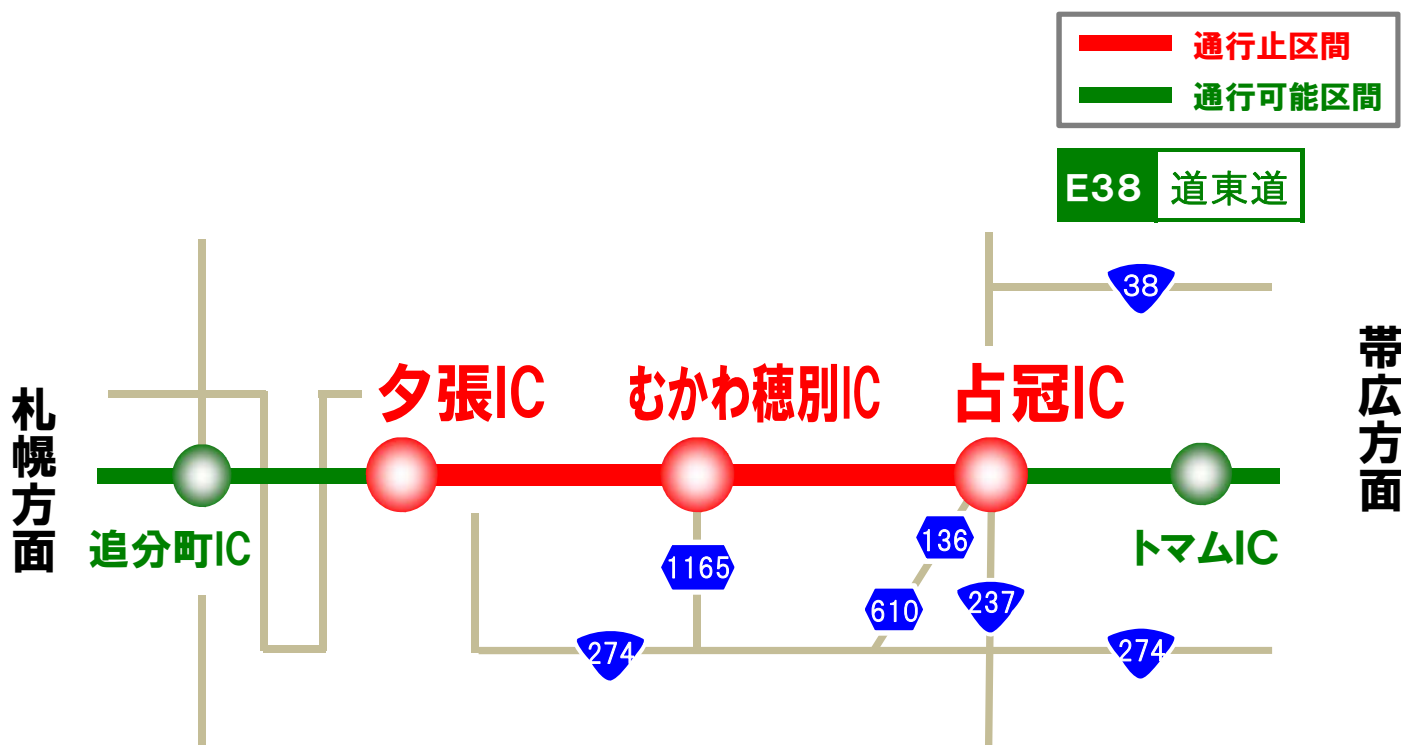 通行止区間
通行可能区間
E38 道東道
38
札幌方面
帯広方面
夕張IC
むかわ穂別IC
占冠IC
追分町IC
トマムIC
136
1165
610
237
274
274